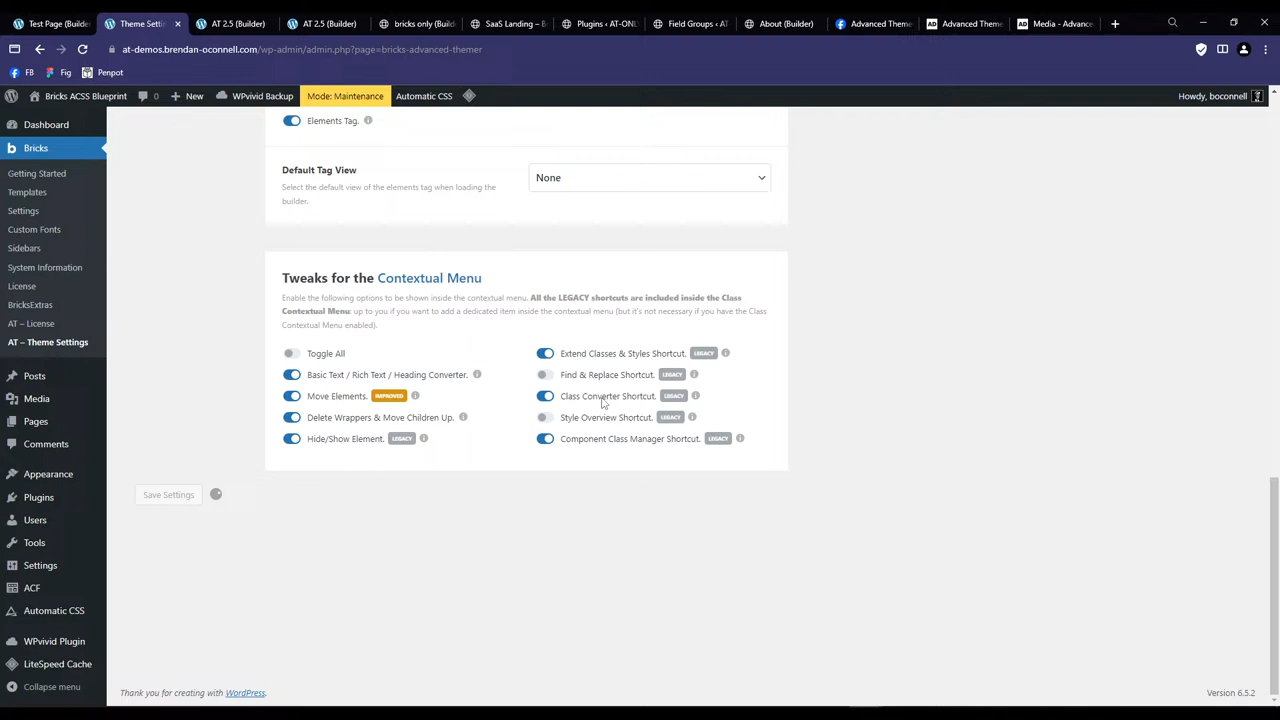 Test Page (Builder)
Theme Settin
AT 2.5 (Builder)
AT 2.5 (Builder)
bricks only (Build
SaaS Landing – B
Plugins ‹ AT-ONL
Field Groups ‹ AT
About (Builder)
Advanced Theme
Advanced Theme
Media - Advance
at-demos.brendan-oconnell.com/wp-admin/admin.php?page=bricks-advanced-themer
FB
Fig
Penpot
Bricks ACSS Blueprint
0
New
WPvivid Backup
Mode: Maintenance
Automatic CSS
Howdy, boconnell
Dashboard
Bricks
Getting Started
Templates
Settings
Custom Fonts
Sidebars
System Information
License
BricksExtras
AT – License
AT – Theme Settings
Posts
Media
Pages
Comments
Appearance
Plugins
Users
Tools
Settings
ACF
Automatic CSS
WPvivid Plugin
LiteSpeed Cache
Collapse menu
Elements Tag.
Default Tag View
Select the default view of the elements tag when loading the
builder.
None
Tweaks for the Contextual Menu
Enable the following options to be shown inside the contextual menu. All the LEGACY shortcuts are included inside the Class
Contextual Menu: up to you if you want to add a dedicated item inside the contextual menu (but it's not necessary if you have the Class
Contextual Menu enabled).
Toggle All
Basic Text / Rich Text / Heading Converter.
Move Elements. IMPROVED
Delete Wrappers & Move Children Up.
Hide/Show Element. LEGACY
Extend Classes & Styles Shortcut. LEGACY
Find & Replace Shortcut. LEGACY
Class Converter Shortcut. LEGACY
Style Overview Shortcut. LEGACY
Component Class Manager Shortcut. LEGACY
Save Settings
Thank you for creating with WordPress.
Version 6.5.2